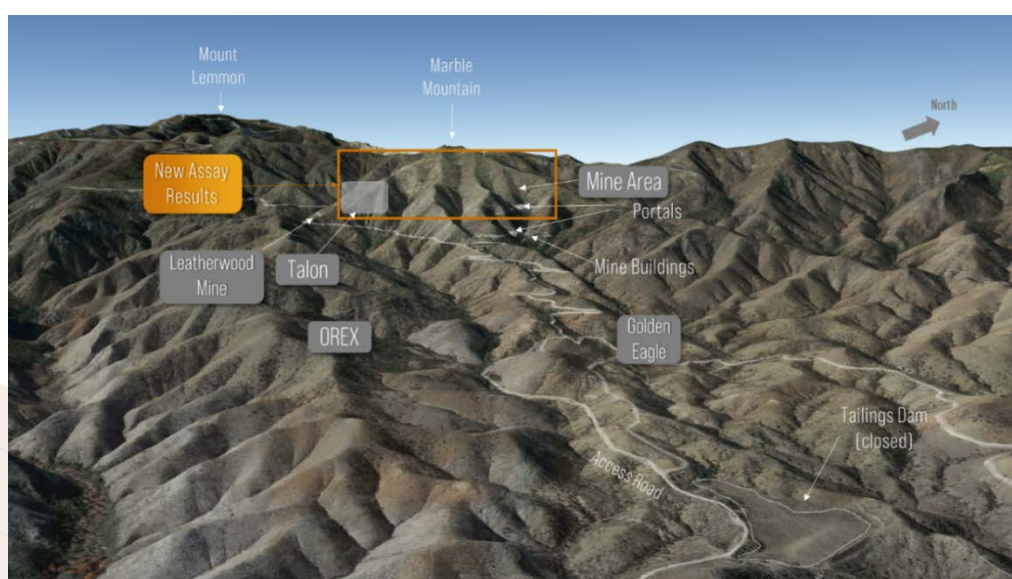 Mount
Lemmon
Marble
Mountain
North
New Assay
Results
Mine Area
Portals
Leatherwood
Mine
Talon
Mine Buildings
OREX
Golden
Eagle
Tailings Dam
(closed)
Access Road